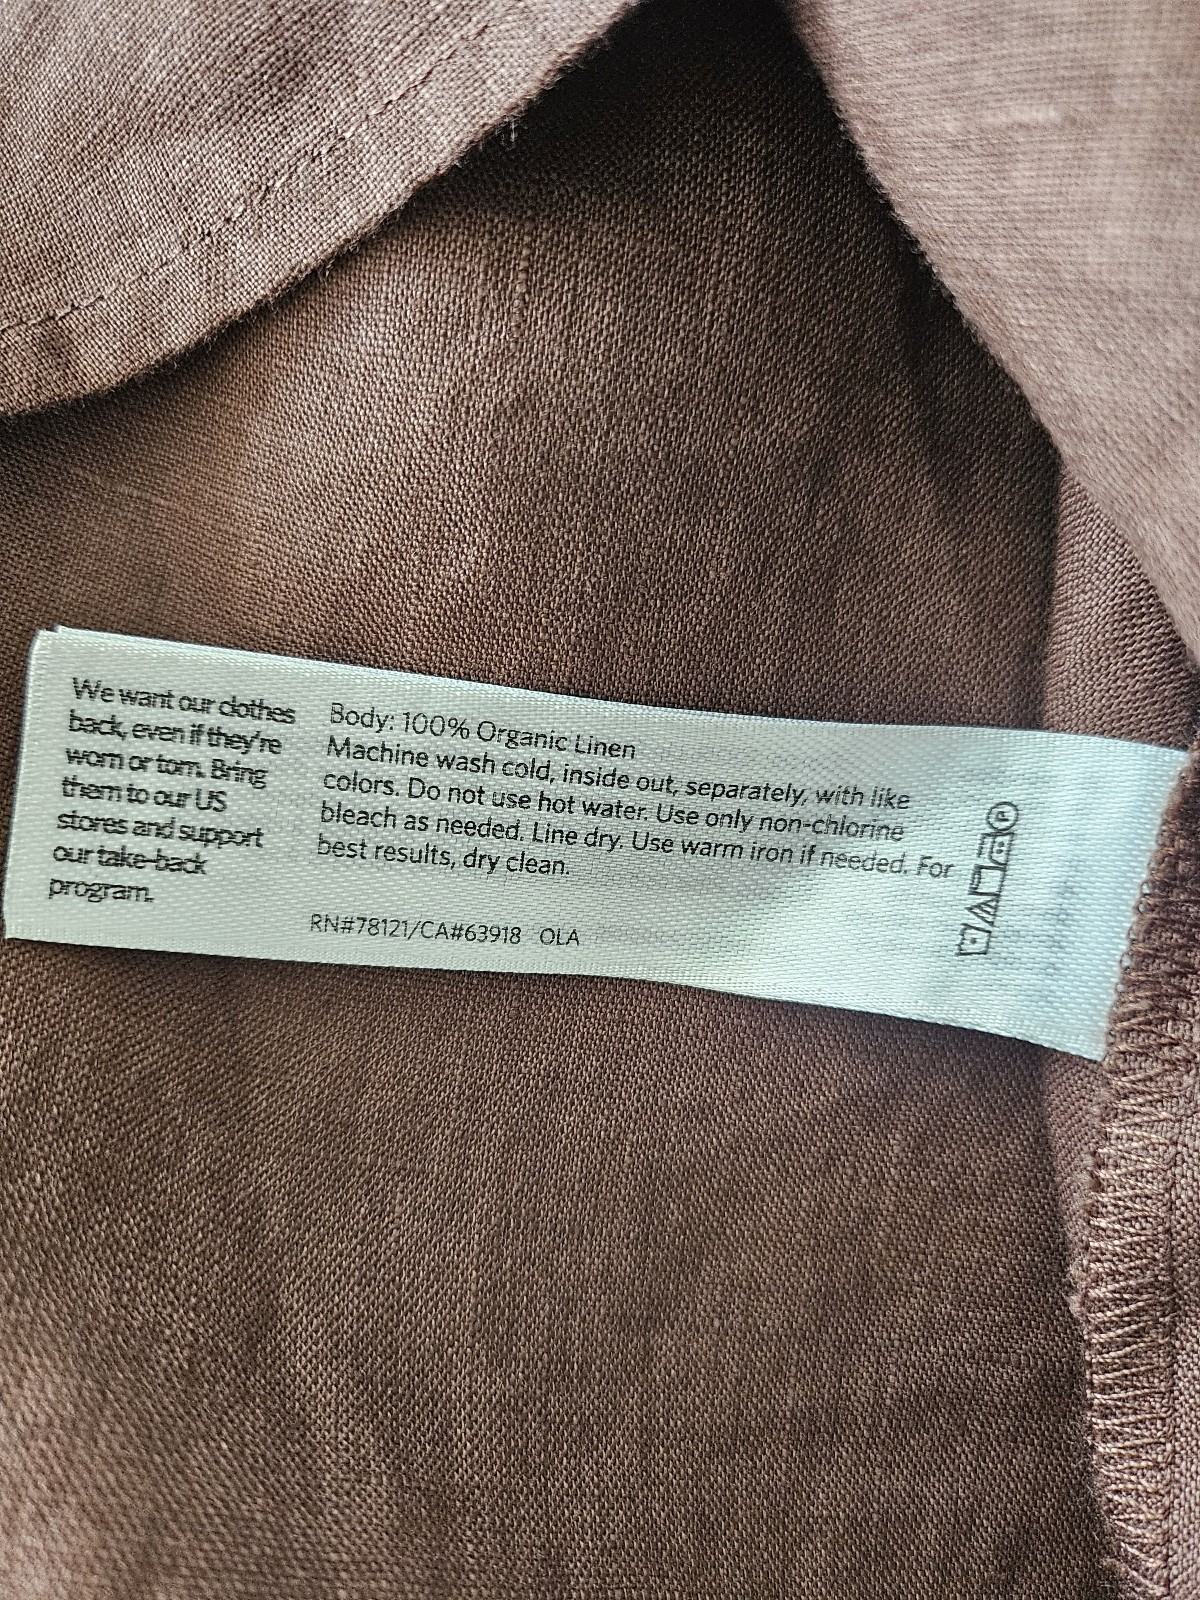 We want our clothes
back, even if they're
worn or torn. Bring
them to our US
stores and support
our take-back
program.
Body: 100% Organic Linen
Machine wash cold, inside out, separately, with like
colors. Do not use hot water. Use only non-chlorine
bleach as needed. Line dry. Use warm iron if needed. For
best results, dry clean.
RN#78121/CA#63918 OLA
P